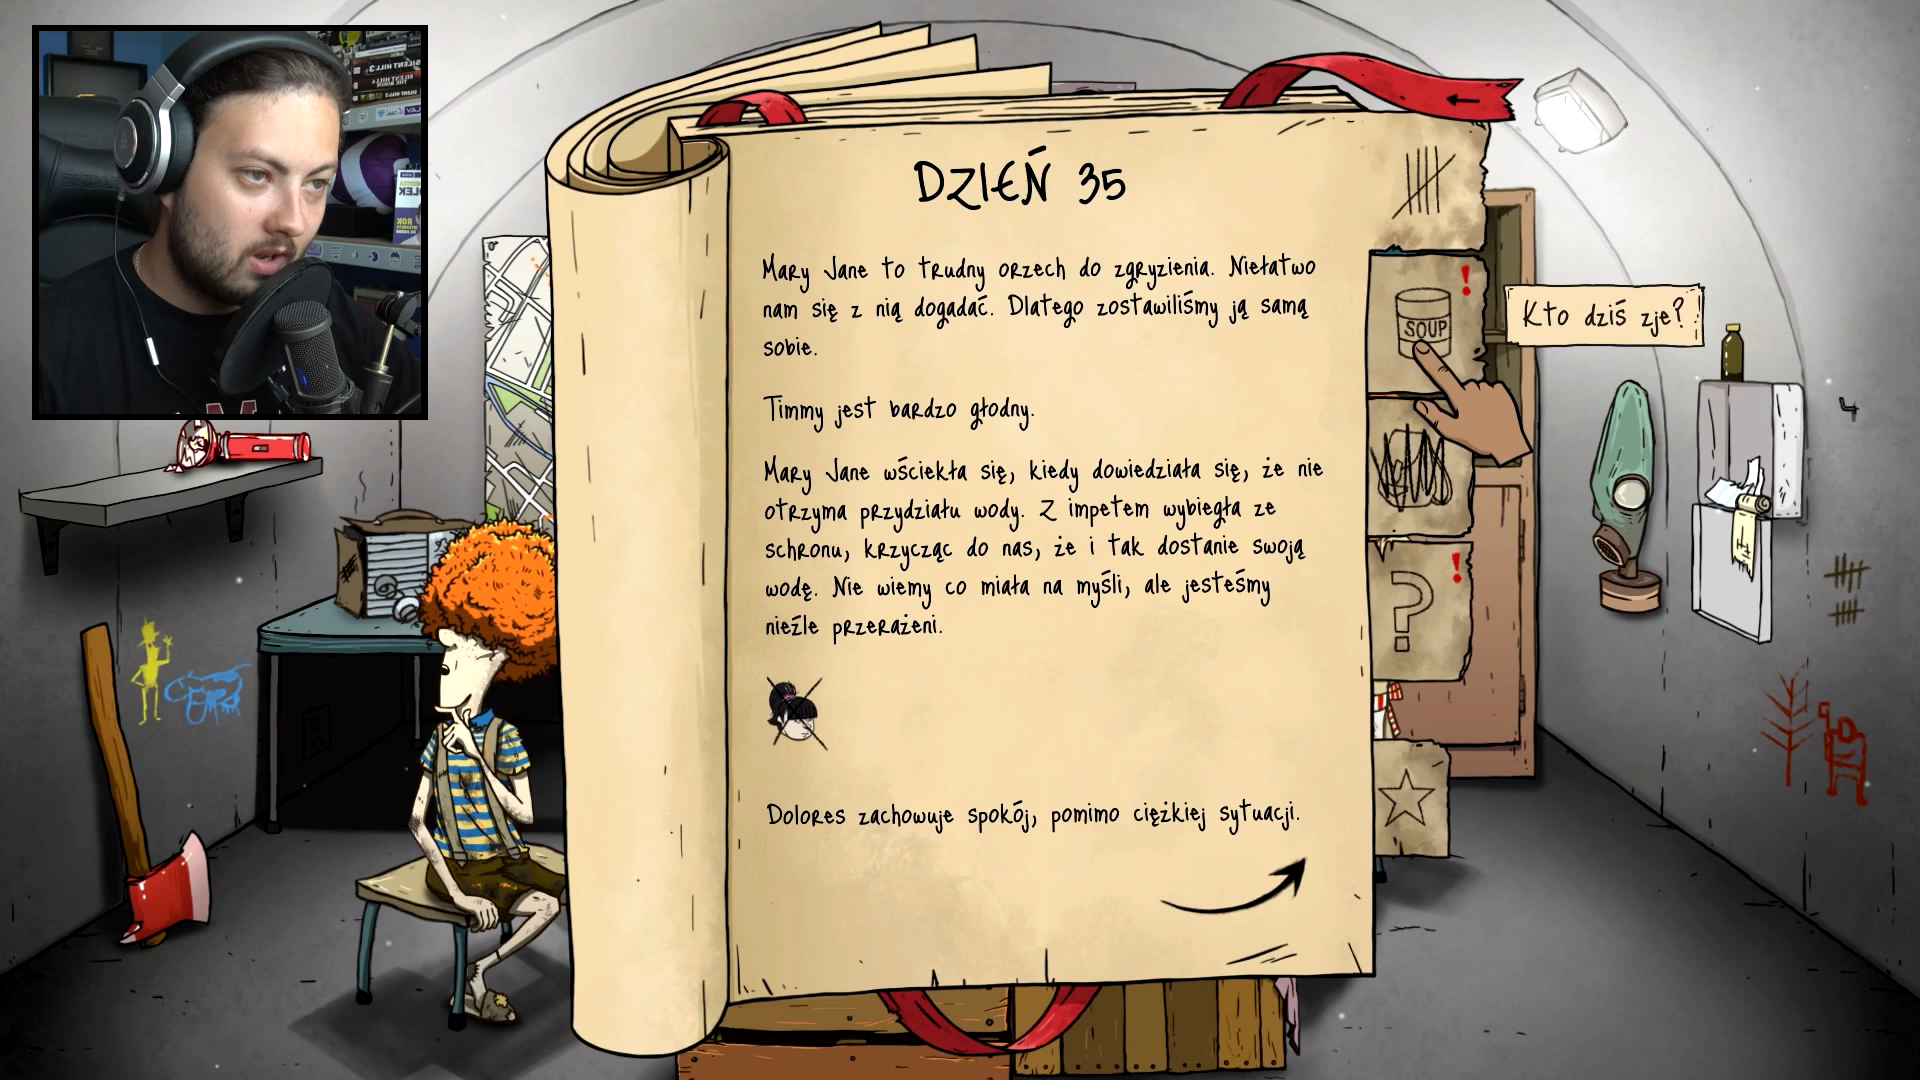 SILENT HILL 3
DZIEŃ 35
Mary Jane to trudny orzech do zgryzienia. Niełatwo
nam się z nią dogadać. Dlatego zostawiliśmy ją samą
sobie.
Timmy jest bardzo głodny.
Mary Jane wściekła się, kiedy dowiedziała się, że nie
otrzyma przydziału wody. Z impetem wybiegła ze
schronu, krzycząc do nas, że i tak dostanie swoją
wodę. Nie wiemy co miała na myśli, ale jesteśmy
nieźle przerażeni.
Dolores zachowuje spokój, pomimo ciężkiej sytuacji.
!
SOUP
Kto dziś zje?
!
?